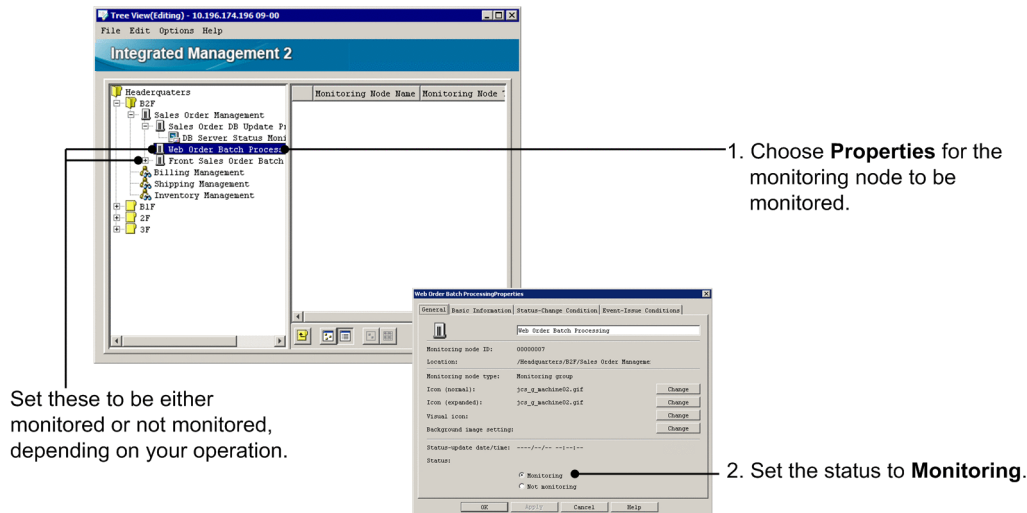 Tree View(Editing) - 10.196.174.196 09-00
File Edit Options Help
Integrated Management 2
Headerquaters
B2F
Sales Order Management
Sales Order DB Update Pr
DB Server Status Moni
Web Order Batch Process
Front Sales Order Batch
Billing Management
Shipping Management
Inventory Management
B1F
2F
3F
Monitoring Node Name
Monitoring Node
1. Choose Properties for the
monitoring node to be
monitored.
Set these to be either
monitored or not monitored,
depending on your operation.
Web Order Batch ProcessingProperties
General
Basic Information
Status-Change Condition
Event-Issue Conditions
Web Order Batch Processing
Monitoring node ID: 00000007
Location: /Headquarters/B2F/Sales Order Manageme
Monitoring node type: Monitoring group
Icon (normal): jcs_g_machine02.gif Change
Icon (expanded): jcs_g_machine02.gif Change
Visual icon: Change
Background image setting: Change
Status-update date/time: ----/--/-- --:--:--
Status:
Monitoring
Not monitoring
OK Apply Cancel Help
2. Set the status to Monitoring.